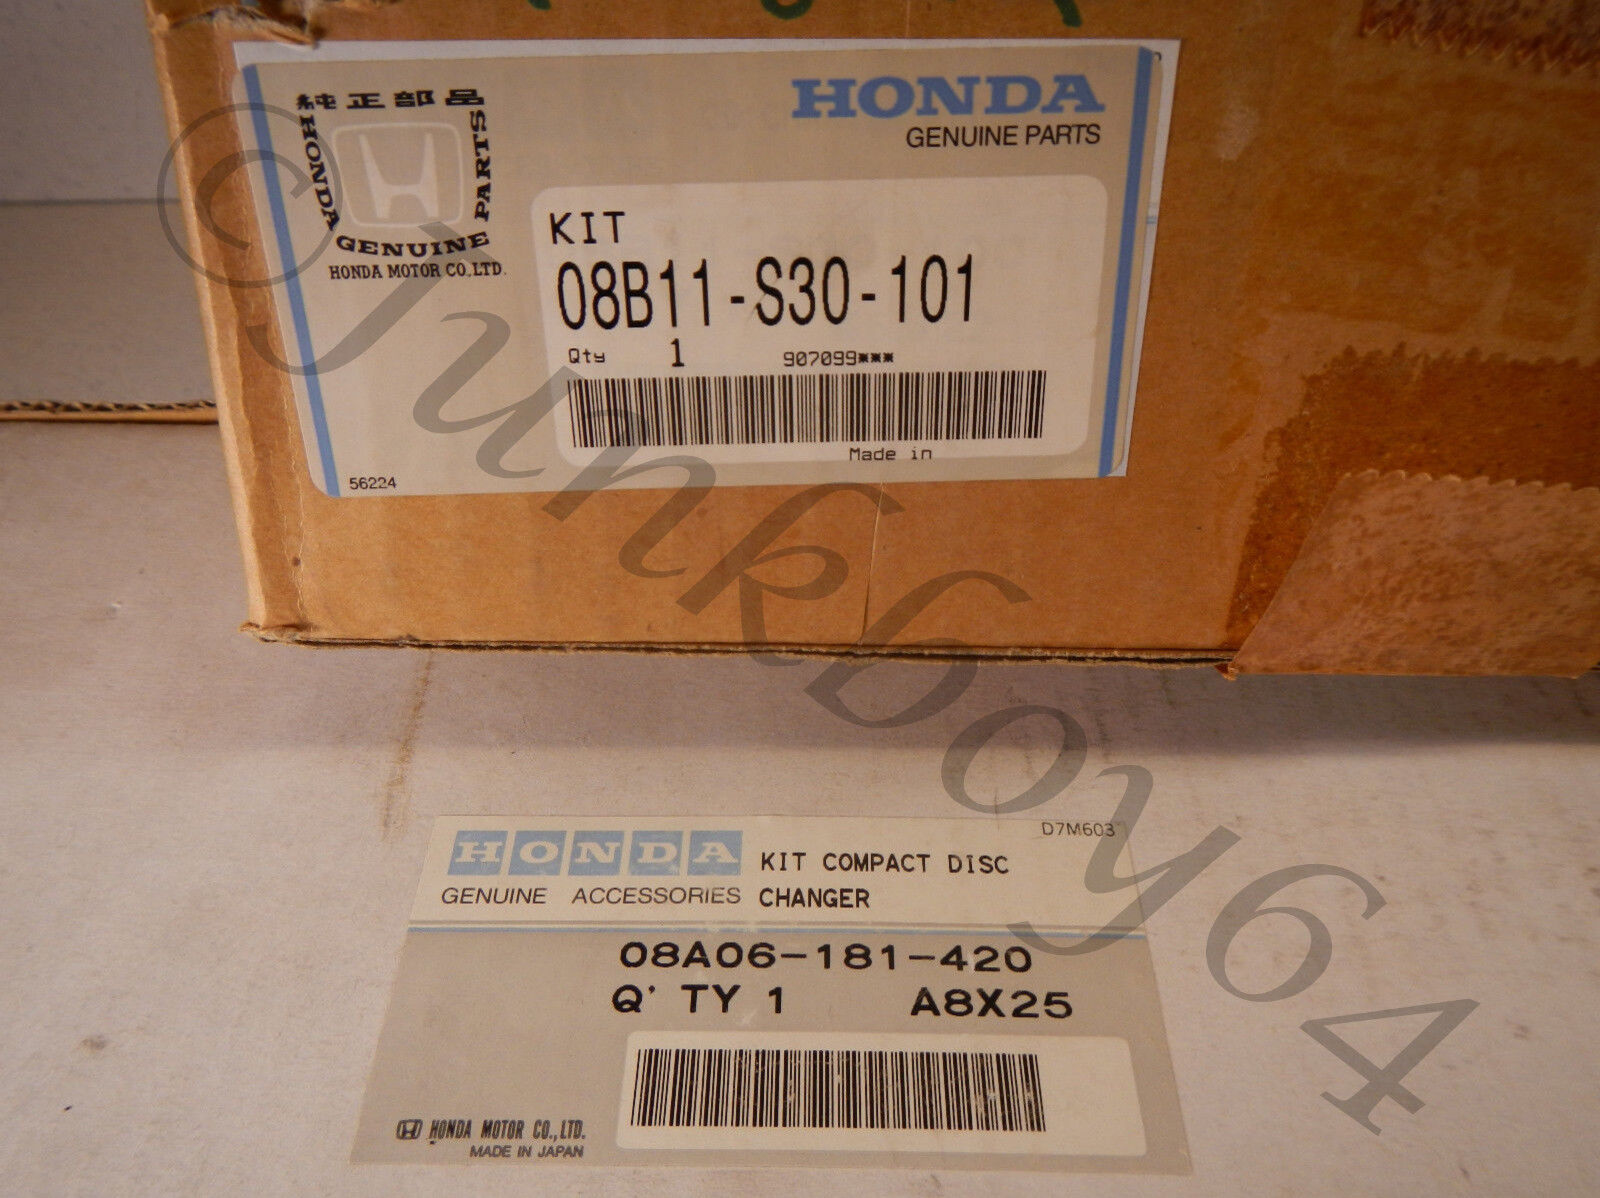 純正部品
HONDA
GENUINE
PARTS
HONDA MOTOR CO.,LTD.
HONDA
GENUINE PARTS
KIT
08B11-S30-101
Qty 1 907099***
Made in
56224
©Junkboy64
D7M603
HONDA KIT COMPACT DISC
GENUINE ACCESSORIES CHANGER
08A06-181-420
Q'TY 1 A8X25
HONDA MOTOR CO.,LTD.
MADE IN JAPAN